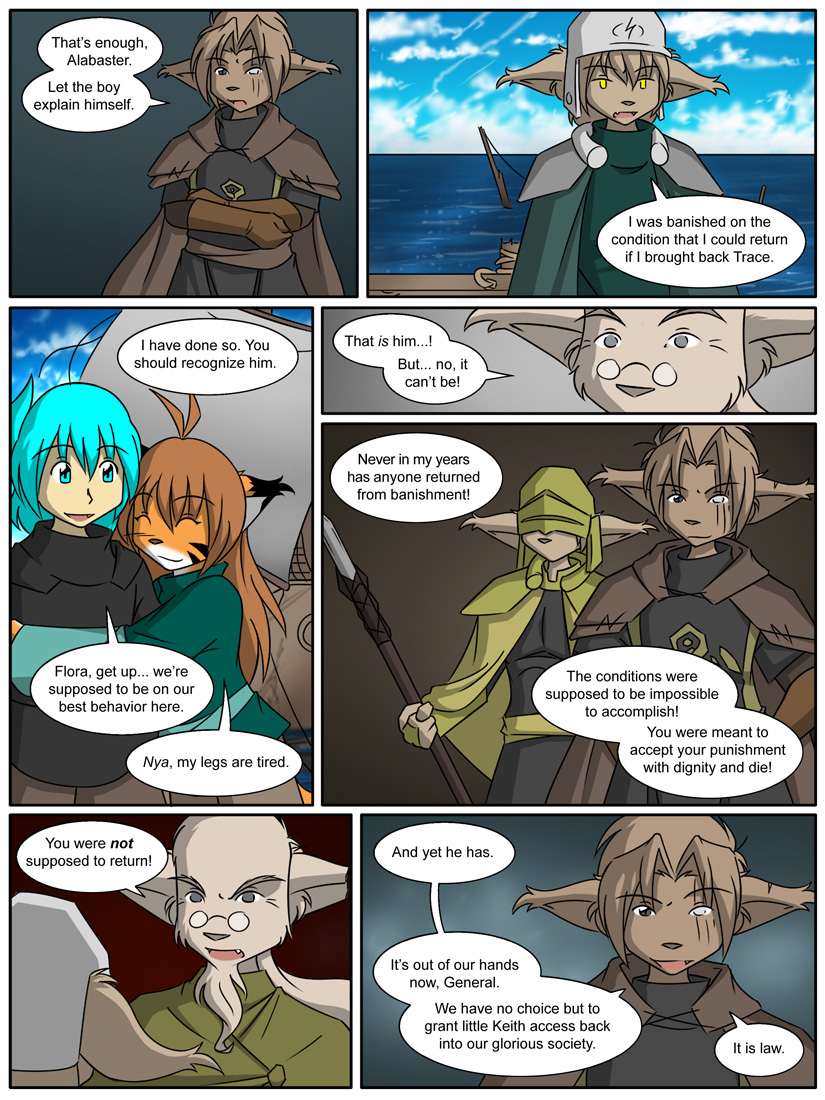 That's enough,
Alabaster.
Let the boy
explain himself.
I was banished on the
condition that I could return
if I brought back Trace.
I have done so. You
should recognize him.
Flora, get up... we're
supposed to be on our
best behavior here.
Nya, my legs are tired.
That is him...!
But... no, it
can't be!
Never in my years
has anyone returned
from banishment!
The conditions were
supposed to be impossible
to accomplish!
You were meant to
accept your punishment
with dignity and die!
You were not
supposed to return!
And yet he has.
It's out of our hands
now, General.
We have no choice but to
grant little Keith access back
into our glorious society.
It is law.